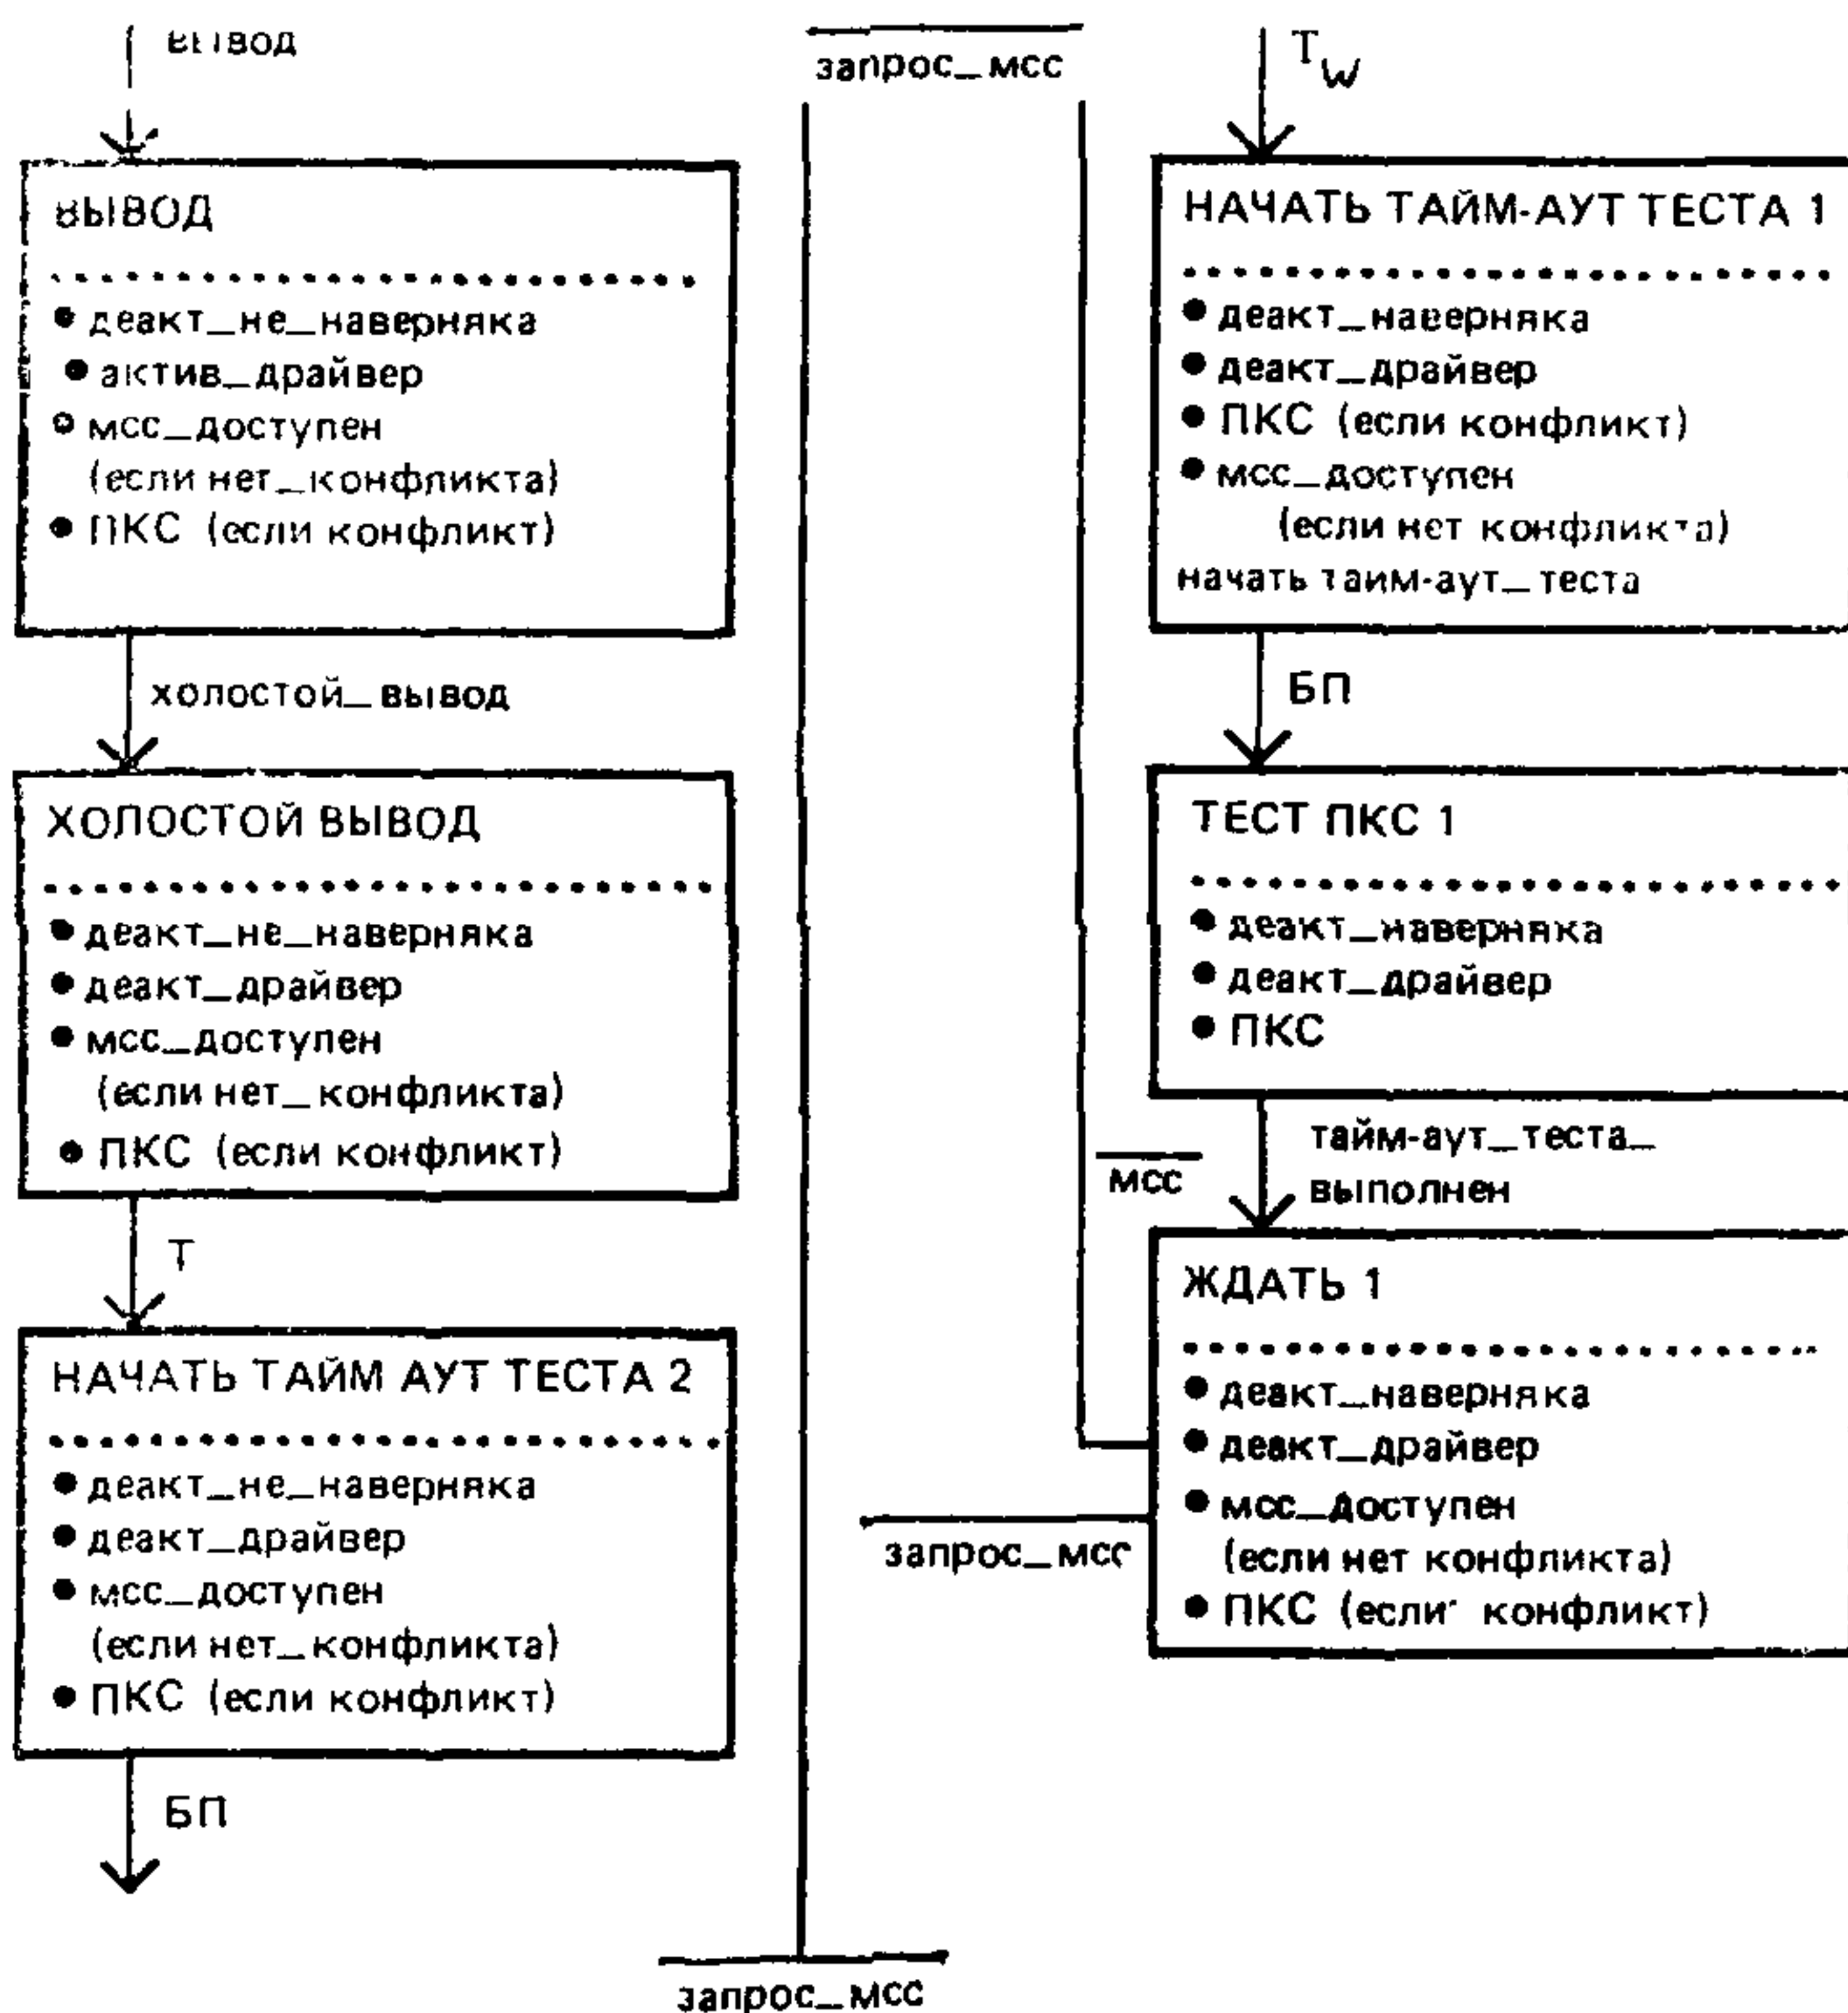 вывод
ВЫВОД
деакт_не_наверняка
актив_драйвер
мсс_доступен
(если нет_конфликта)
ПКС (если конфликт)
холостой_вывод
ХОЛОСТОЙ ВЫВОД
деакт_не_наверняка
деакт_драйвер
мсс_доступен
(если нет_конфликта)
ПКС (если конфликт)
T
НАЧАТЬ ТАЙМ АУТ ТЕСТА 2
деакт_не_наверняка
деакт_драйвер
мсс_доступен
(если нет_конфликта)
ПКС (если конфликт)
БП
запрос_мсс
запрос_мсс
T W
НАЧАТЬ ТАЙМ-АУТ ТЕСТА 1
деакт_наверняка
деакт_драйвер
ПКС (если конфликт)
мсс_доступен
(если нет конфликта)
начать тайм-аут_теста
БП
ТЕСТ ПКС 1
деакт_наверняка
деакт_драйвер
ПКС
тайм-аут_теста_
выполнен
мсс
ЖДАТЬ 1
деакт_наверняка
деакт_драйвер
мсс_доступен
(если нет конфликта)
ПКС (если конфликт)
запрос_мсс